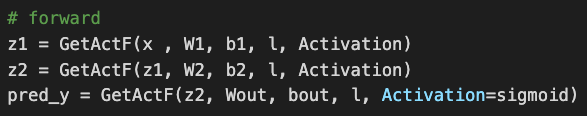 # forward
z1 = GetActF(x , W1, b1, l, Activation)
z2 = GetActF(z1, W2, b2, l, Activation)
pred_y = GetActF(z2, Wout, bout, l, Activation=sigmoid)